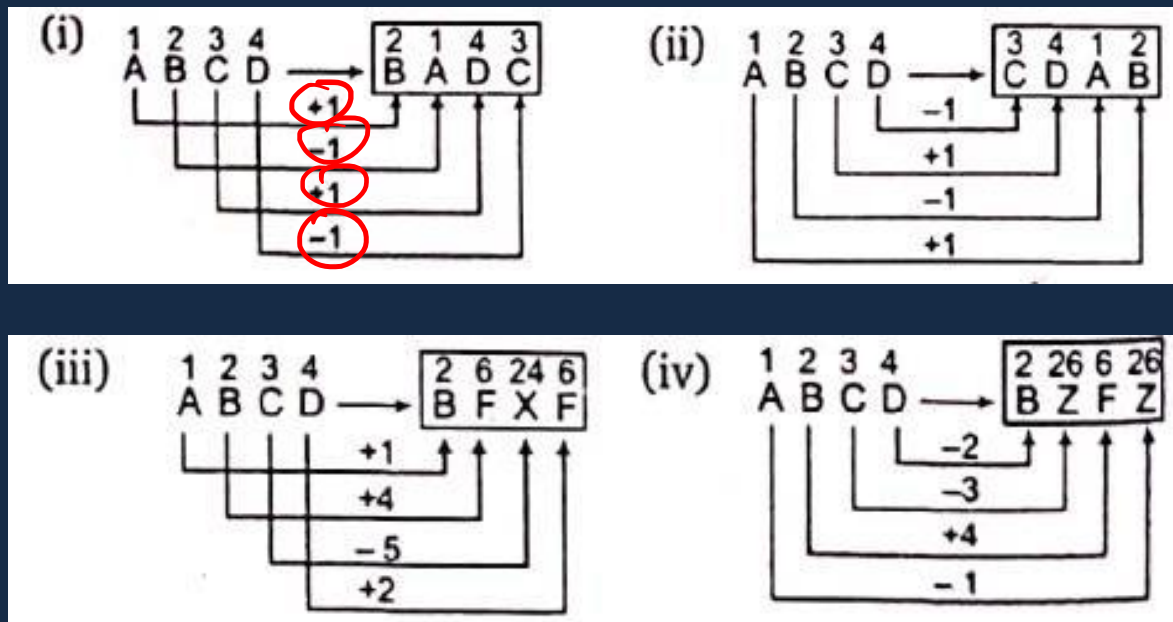 (i)
1 2 3 4 2 1 4 3
A B C D B A D C
+1
-1
+1
-1
(ii)
1 2 3 4 3 4 1 2
A B C D C D A B
-1
+1
-1
+1
(iii)
1 2 3 4 2 6 24 6
A B C D B F X F
+1
+4
-5
+2
(iv)
1 2 3 4 2 26 6 26
A B C D B Z F Z
-2
-3
+4
-1